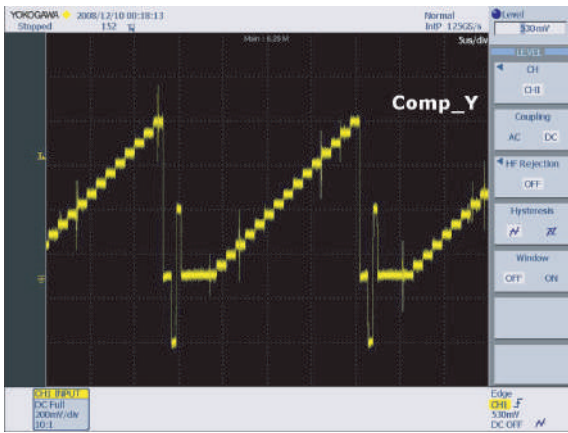 YOKOGAWA 2008/12/10 00:18:13
Stopped 152
Normal
IntP 125GS/s
Main : 6.25 M
5us/div
Comp_Y
Level
530mV
LEVEL
CH
CH1
Coupling
AC DC
HF Rejection
OFF
Hysteresis
Window
OFF ON
CH1 INPUT
DC Full
200mV/div
10:1
Edge
CH1
530mV
DC OFF